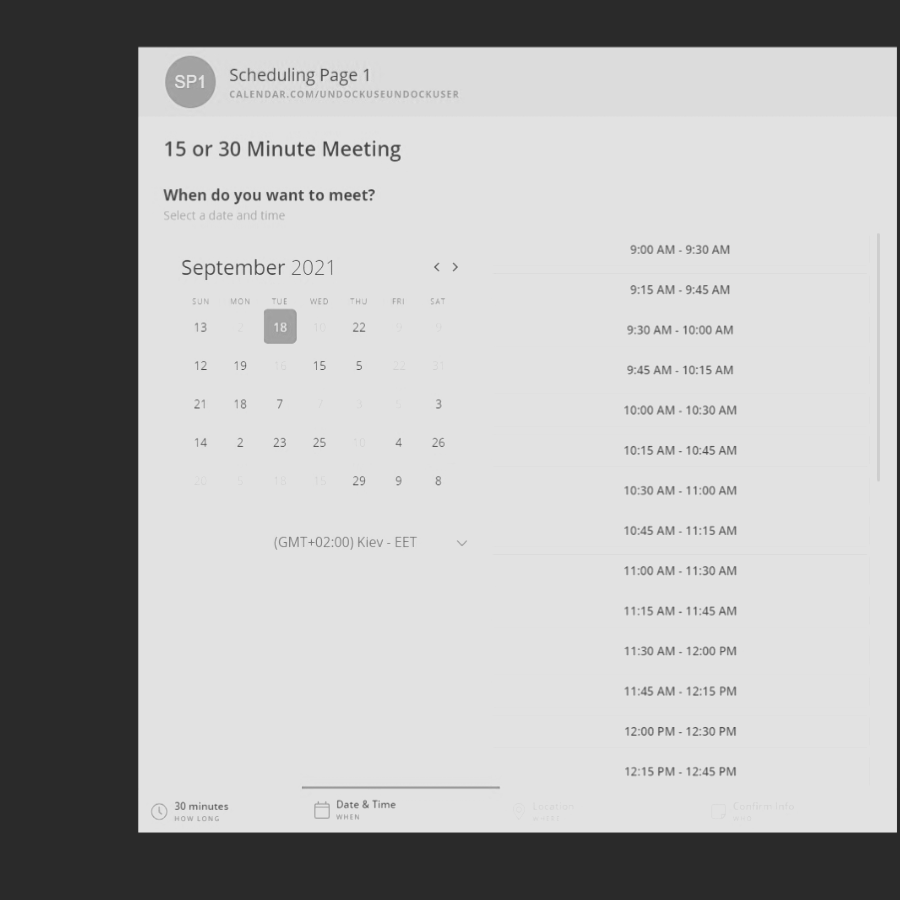 SP1
Scheduling Page 1
CALENDAR.COM/UNDOCKUSEUNDOCKUSER
15 or 30 Minute Meeting
When do you want to meet?
Select a date and time
September 2021
SUN MON TUE WED THU FRI SAT
13 2 18 10 22 9 9
12 19 16 15 5 22 31
21 18 7 7 4 5 3
14 2 23 25 10 4 26
20 5 18 15 29 9 8
(GMT+02:00) Kiev - EET
9:00 AM - 9:30 AM
9:15 AM - 9:45 AM
9:30 AM - 10:00 AM
9:45 AM - 10:15 AM
10:00 AM - 10:30 AM
10:15 AM - 10:45 AM
10:30 AM - 11:00 AM
10:45 AM - 11:15 AM
11:00 AM - 11:30 AM
11:15 AM - 11:45 AM
11:30 AM - 12:00 PM
11:45 AM - 12:15 PM
12:00 PM - 12:30 PM
12:15 PM - 12:45 PM
30 minutes
HOW LONG
Date & Time
WHEN
Location
Confirm Info